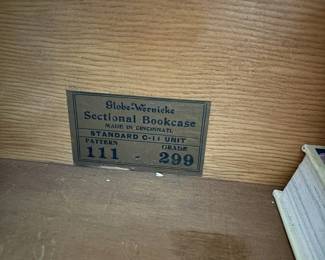 Globe-Wernicke
Sectional Bookcase
MADE IN CINCINNATI
STANDARD C-11 UNIT
PATTERN GRADE
111 - 299